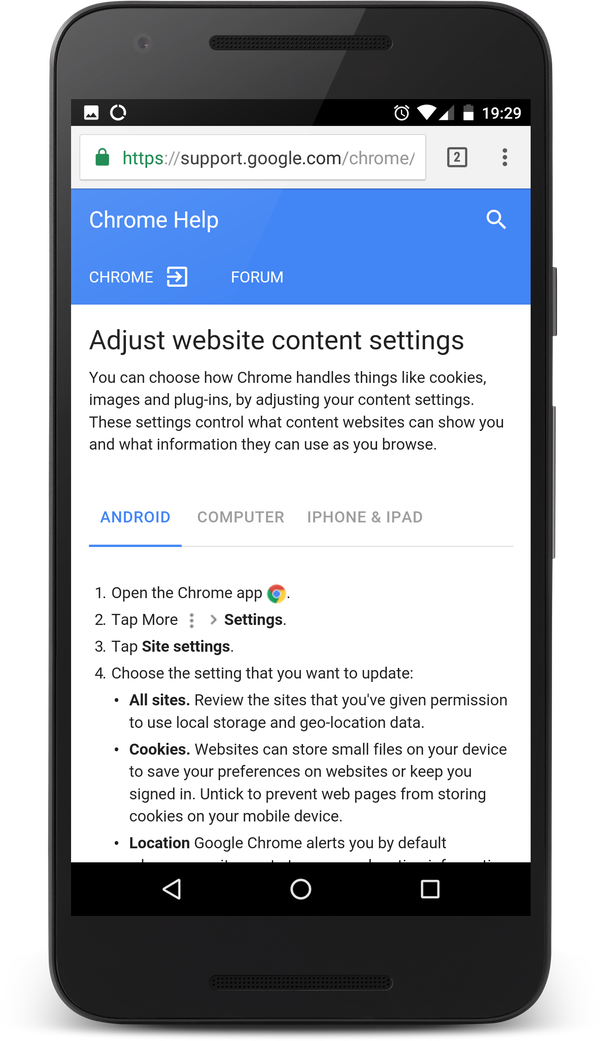 19:29
https://support.google.com/chrome/
2
Chrome Help
CHROME FORUM
Adjust website content settings
You can choose how Chrome handles things like cookies,
images and plug-ins, by adjusting your content settings.
These settings control what content websites can show you
and what information they can use as you browse.
ANDROID COMPUTER IPHONE & IPAD
1. Open the Chrome app .
2. Tap More > Settings.
3. Tap Site settings.
4. Choose the setting that you want to update:
• All sites. Review the sites that you've given permission
to use local storage and geo-location data.
• Cookies. Websites can store small files on your device
to save your preferences on websites or keep you
signed in. Untick to prevent web pages from storing
cookies on your mobile device.
• Location Google Chrome alerts you by default